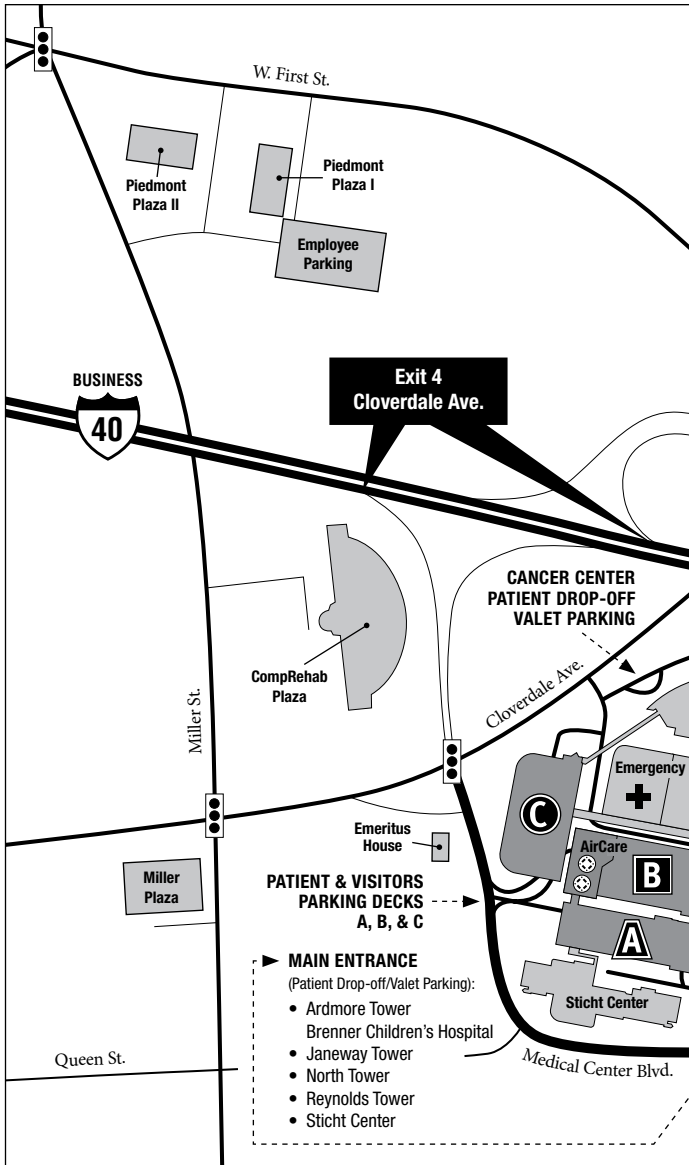 W. First St.
Piedmont
Plaza II
Piedmont
Plaza I
Employee
Parking
BUSINESS
40
Exit 4
Cloverdale Ave.
CANCER CENTER
PATIENT DROP-OFF
VALET PARKING
CompRehab
Plaza
Cloverdale Ave.
Miller St.
Emergency
C
Emeritus
House
AirCare
B
Miller
Plaza
PATIENT & VISITORS
PARKING DECKS
A, B, & C
A
MAIN ENTRANCE
(Patient Drop-off/Valet Parking):
• Ardmore Tower
Brenner Children's Hospital
• Janeway Tower
• North Tower
• Reynolds Tower
• Sticht Center
Sticht Center
Queen St.
Medical Center Blvd.